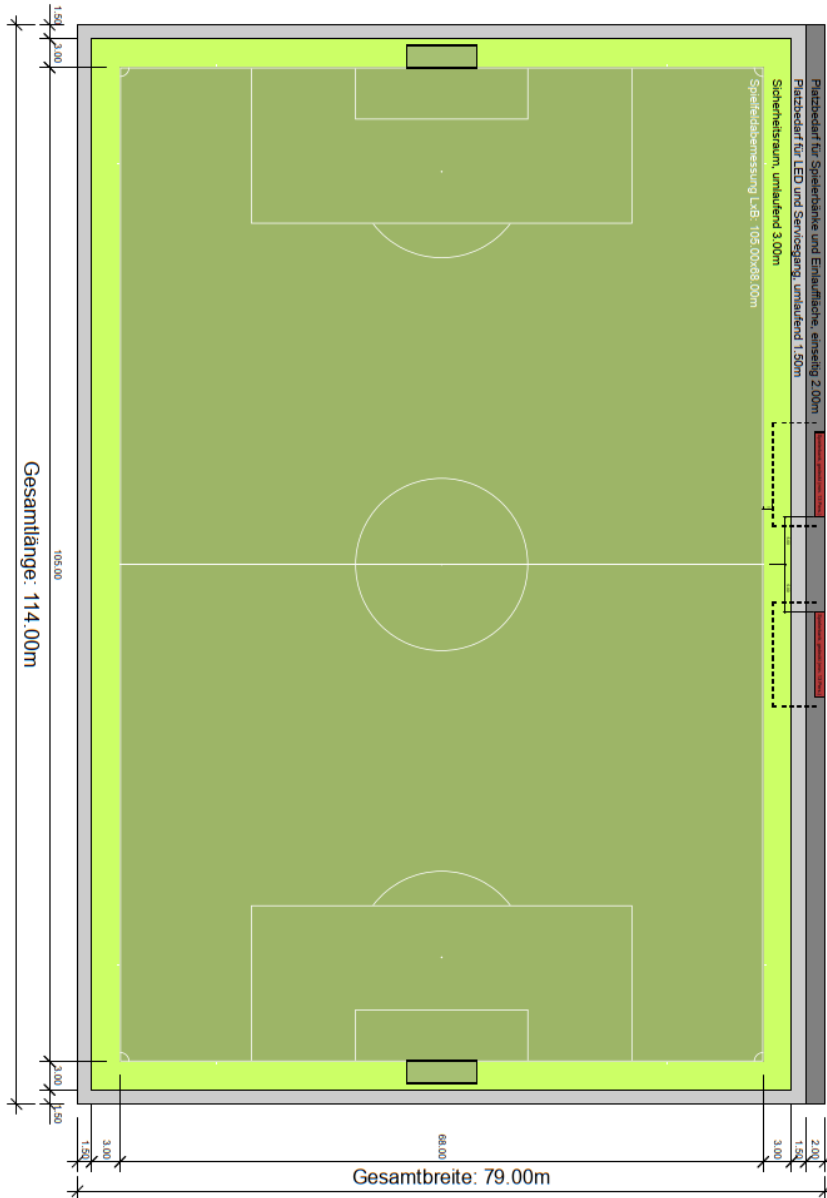 Platzbedarf für Spielerbänke und Einlauffläche, einseitig 2.00m
Platzbedarf für LED und Servicegang, umlaufend 1.50m
Sicherheitsraum, umlaufend 3.00m
Spielfeldabemessung LxB: 105.00x68.00m
1.50
3.00
105.00
3.00
1.50
Gesamtlänge: 114.00m
1.50
3.00
68.00
3.00
1.50
2.00
Gesamtbreite: 79.00m